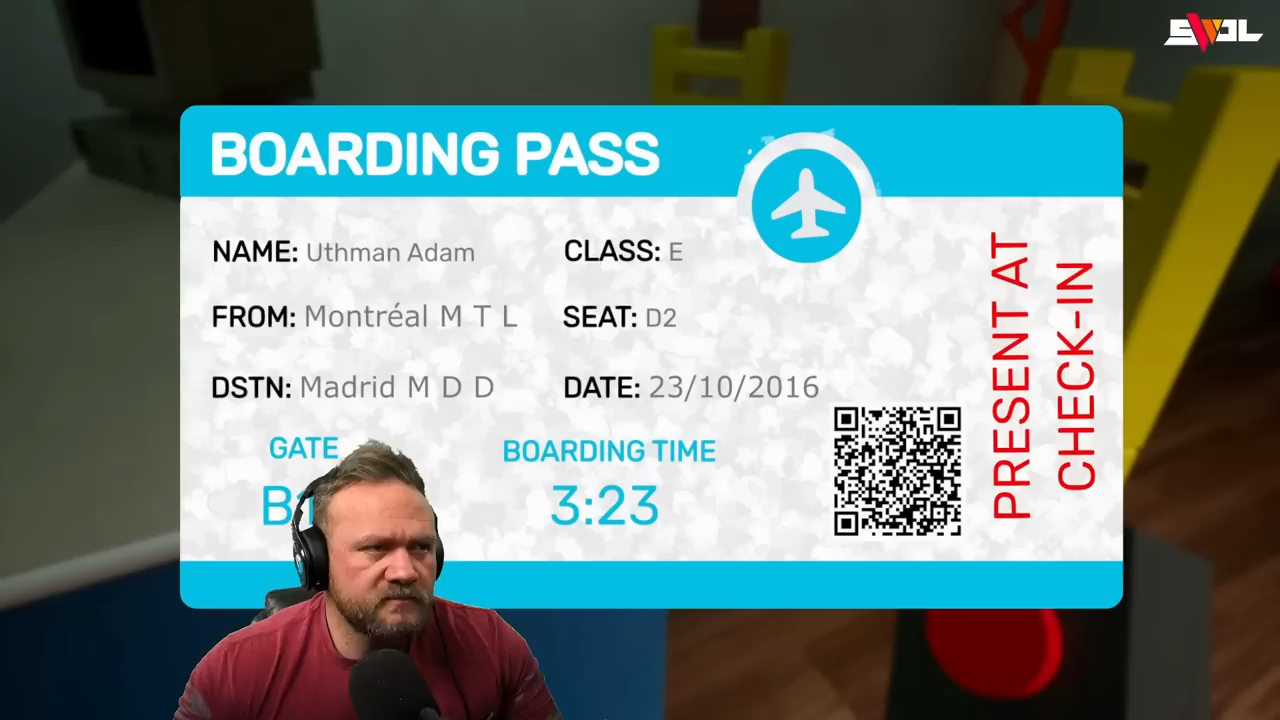 SWOL
BOARDING PASS
NAME: Uthman Adam
CLASS: E
FROM: Montréal M T L
SEAT: D2
DSTN: Madrid M D D
DATE: 23/10/2016
GATE
BOARDING TIME
3:23
PRESENT AT
CHECK-IN